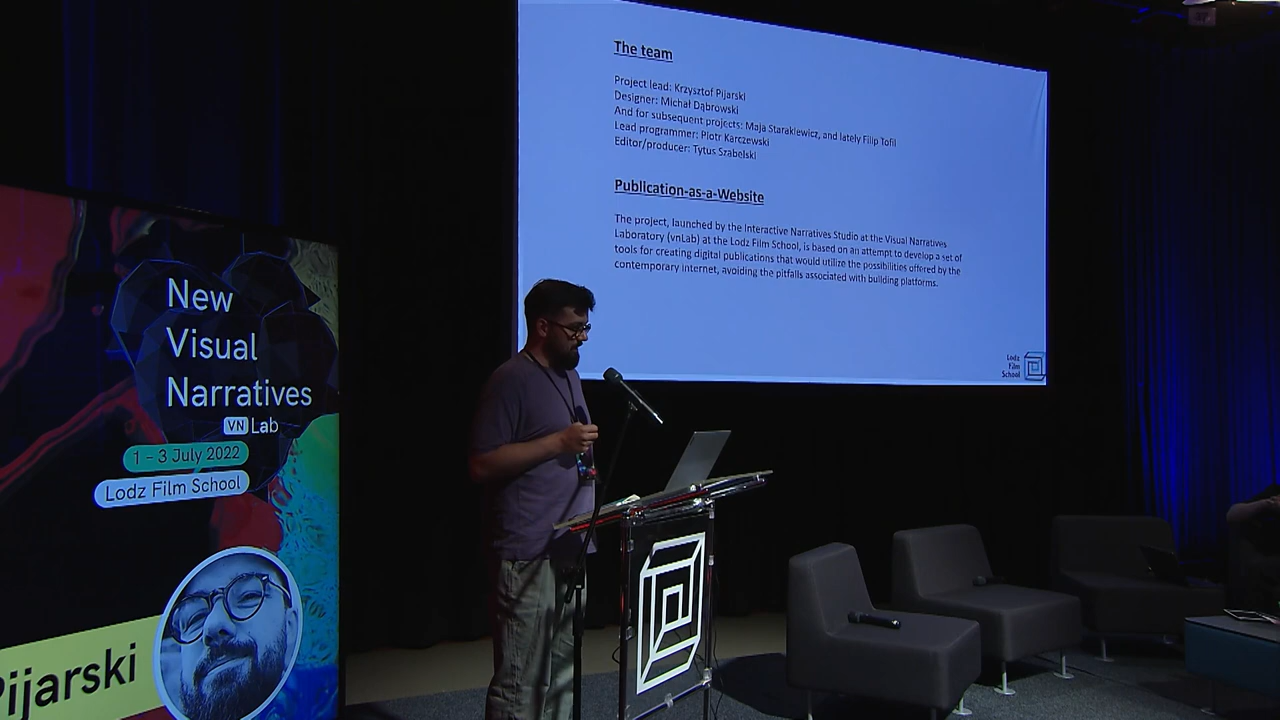 The team
Project lead: Krzysztof Pijarski
Designer: Michał Dąbrowski
And for subsequent projects: Maja Starakiewicz, and lately Filip Tofil
Lead programmer: Piotr Karczewski
Editor/producer: Tytus Szabelski
Publication-as-a-Website
The project, launched by the Interactive Narratives Studio at the Visual Narratives
Laboratory (vnLab) at the Lodz Film School, is based on an attempt to develop a set of
tools for creating digital publications that would utilize the possibilities offered by the
contemporary internet, avoiding the pitfalls associated with building platforms.
Lodz
Film
School
New
Visual
Narratives
VN Lab
1 – 3 July 2022
Lodz Film School
Pijarski